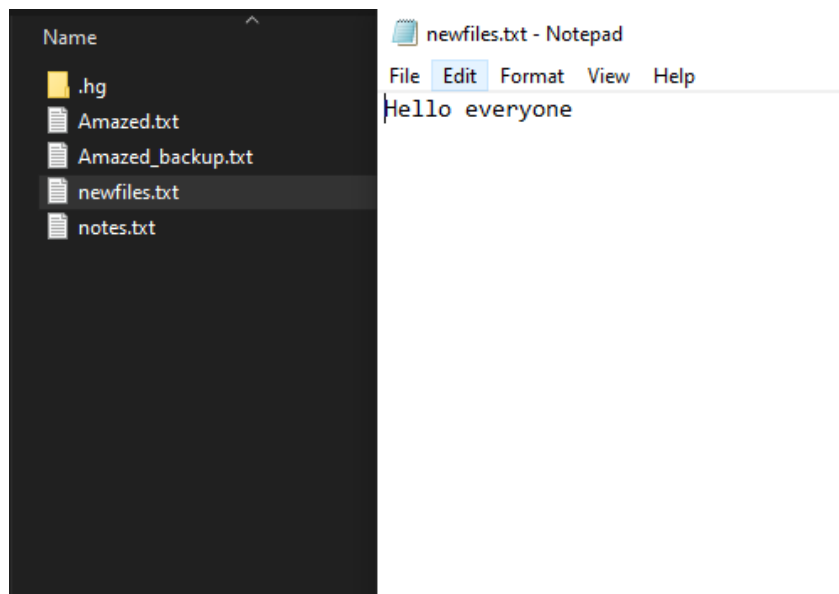 Name
.hg
Amazed.txt
Amazed_backup.txt
newfiles.txt
notes.txt
newfiles.txt - Notepad
File Edit Format View Help
Hello everyone